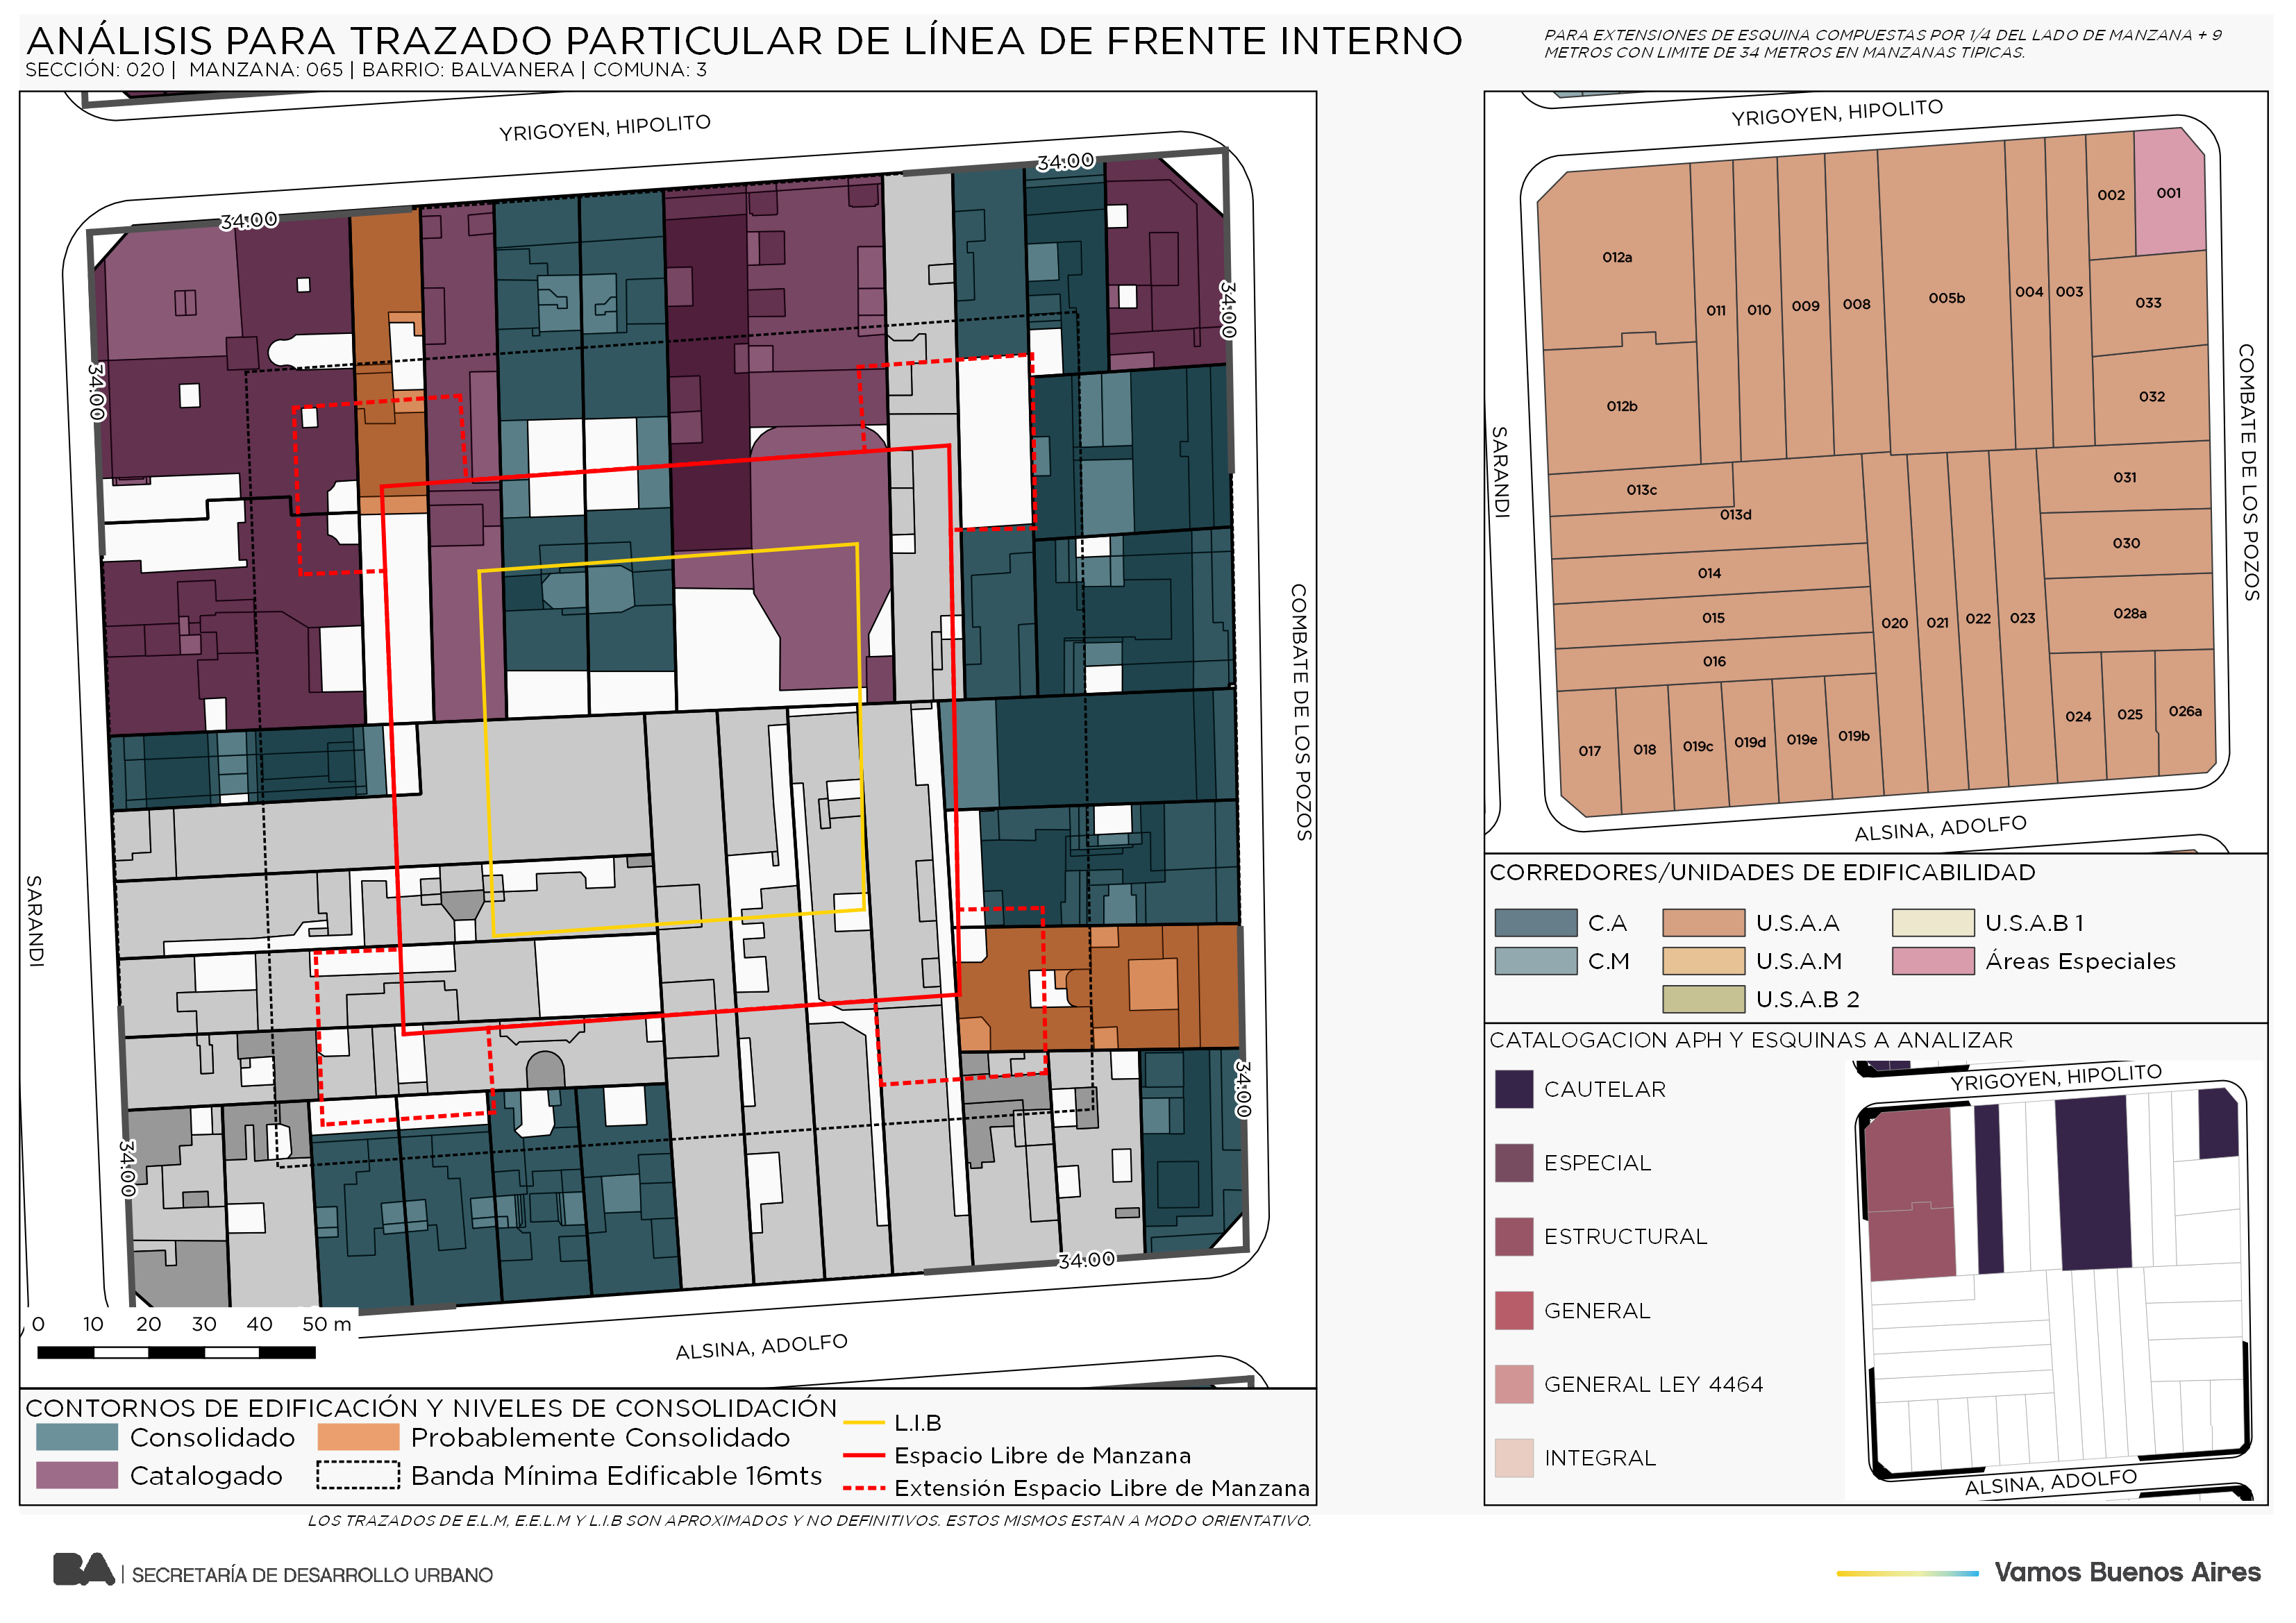 ANÁLISIS PARA TRAZADO PARTICULAR DE LÍNEA DE FRENTE INTERNO
SECCIÓN: 020 | MANZANA: 065 | BARRIO: BALVANERA | COMUNA: 3
PARA EXTENSIONES DE ESQUINA COMPUESTAS POR 1/4 DEL LADO DE MANZANA + 9
METROS CON LIMITE DE 34 METROS EN MANZANAS TIPICAS.
YRIGOYEN, HIPOLITO
34.00
34.00
34.00
34.00
COMBATE DE LOS POZOS
SARANDI
34.00
34.00
34.00
ALSINA, ADOLFO
0 10 20 30 40 50 m
CONTORNOS DE EDIFICACIÓN Y NIVELES DE CONSOLIDACIÓN
Consolidado
Probablemente Consolidado
Catalogado
Banda Mínima Edificable 16mts
L.I.B
Espacio Libre de Manzana
Extensión Espacio Libre de Manzana
LOS TRAZADOS DE E.L.M, E.E.L.M Y L.I.B SON APROXIMADOS Y NO DEFINITIVOS. ESTOS MISMOS ESTAN A MODO ORIENTATIVO.
YRIGOYEN, HIPOLITO
001
002
012a
005b
004
003
033
011
010
009
008
032
012b
COMBATE DE LOS POZOS
SARANDI
013c
031
013d
030
014
028a
015
020
021
022
023
016
024
025
026a
017
018
019c
019d
019e
019b
ALSINA, ADOLFO
CORREDORES/UNIDADES DE EDIFICABILIDAD
C.A
U.S.A.A
U.S.A.B 1
C.M
U.S.A.M
Áreas Especiales
U.S.A.B 2
CATALOGACION APH Y ESQUINAS A ANALIZAR
CAUTELAR
ESPECIAL
ESTRUCTURAL
GENERAL
GENERAL LEY 4464
INTEGRAL
YRIGOYEN, HIPOLITO
ALSINA, ADOLFO
BA | SECRETARÍA DE DESARROLLO URBANO
Vamos Buenos Aires